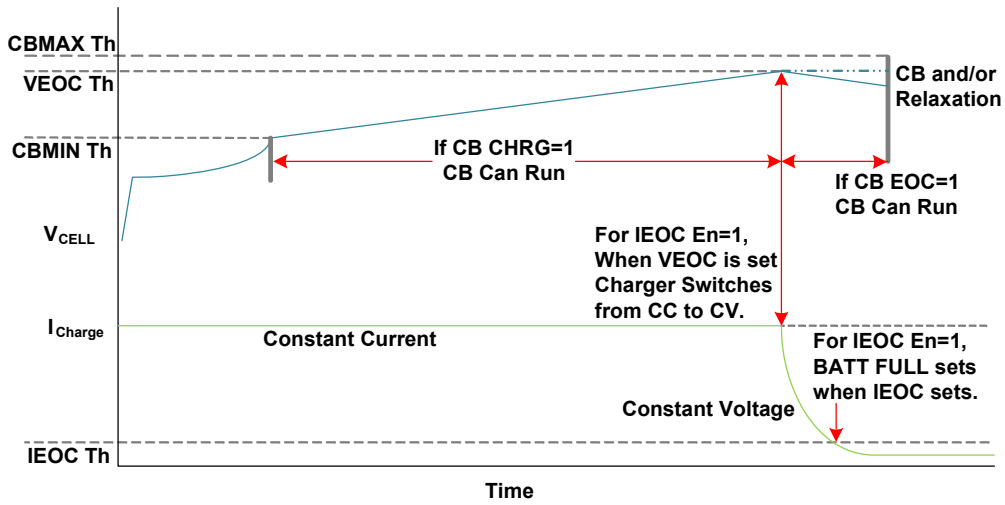 CBMAX Th
VEOC Th
CB and/or
Relaxation
CBMIN Th
If CB CHRG=1
CB Can Run
If CB EOC=1
CB Can Run
VCELL
For IEOC En=1,
When VEOC is set
Charger Switches
from CC to CV.
ICharge
Constant Current
For IEOC En=1,
BATT FULL sets
when IEOC sets.
Constant Voltage
IEOC Th
Time